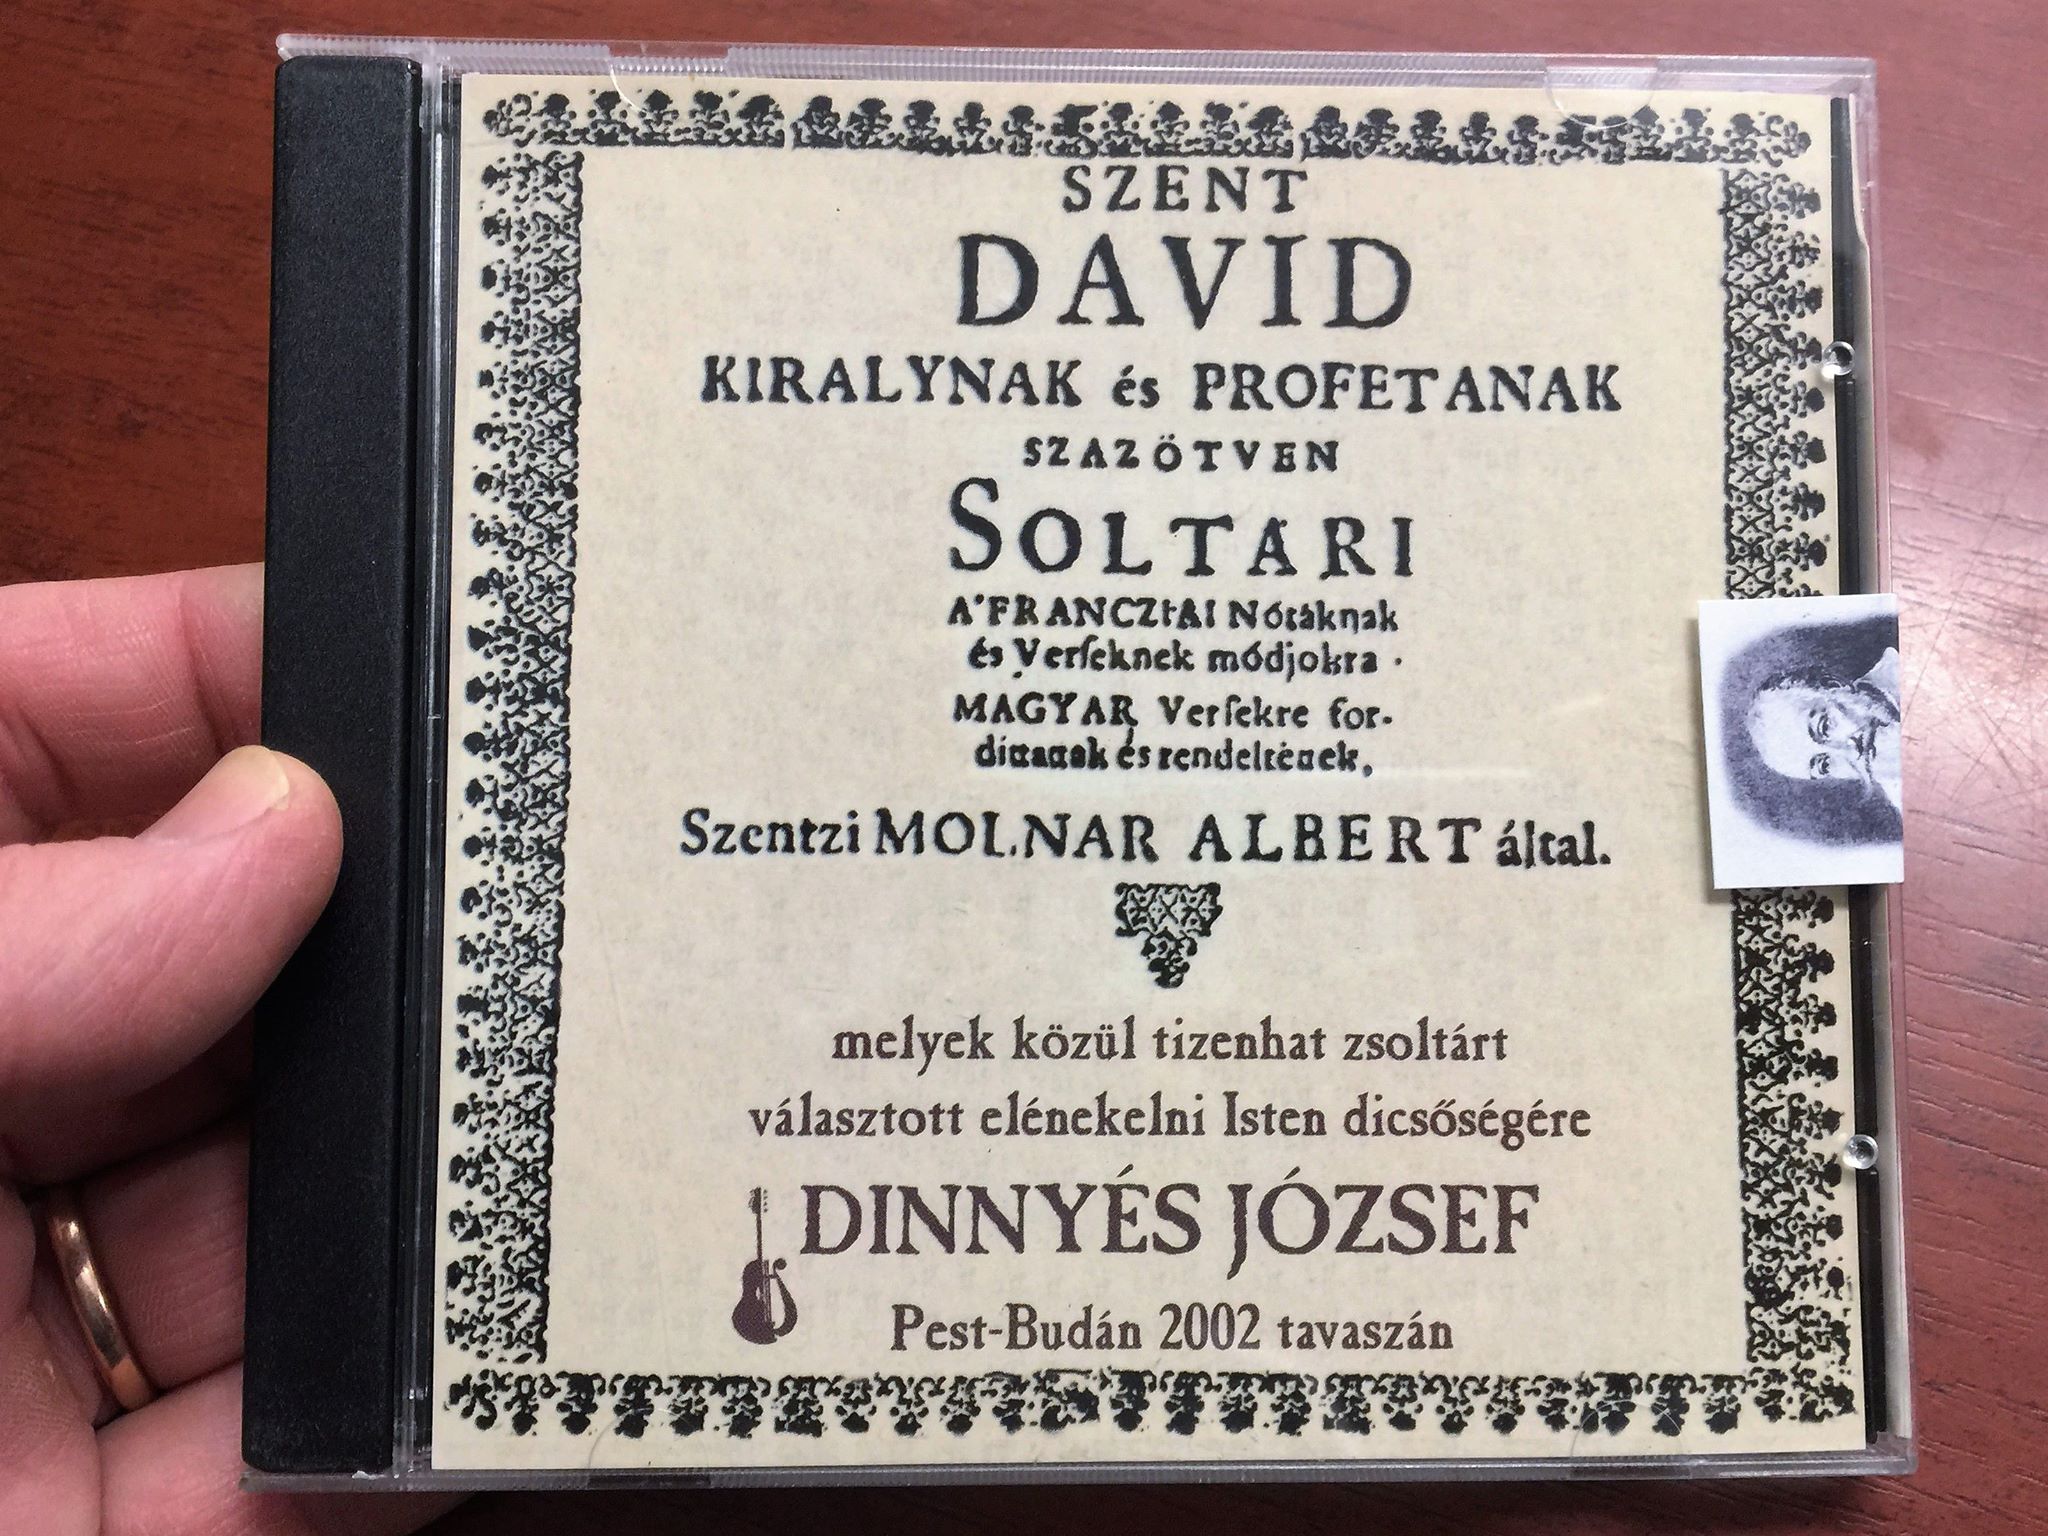 SZENT
DAVID
KIRALYNAK és PROFETANAK
SZAZÖTVEN
SOLTARI
A'FRANCZIAI Nótáknak
és Verſeknek módjokra
MAGYAR Verſekre for-
dittattak és rendeltének,
Szentzi MOLNAR ALBERT által.
melyek közül tizenhat zsoltárt
választott elénekelni Isten dicsőségére
DINNYÉS JÓZSEF
Pest-Budán 2002 tavaszán